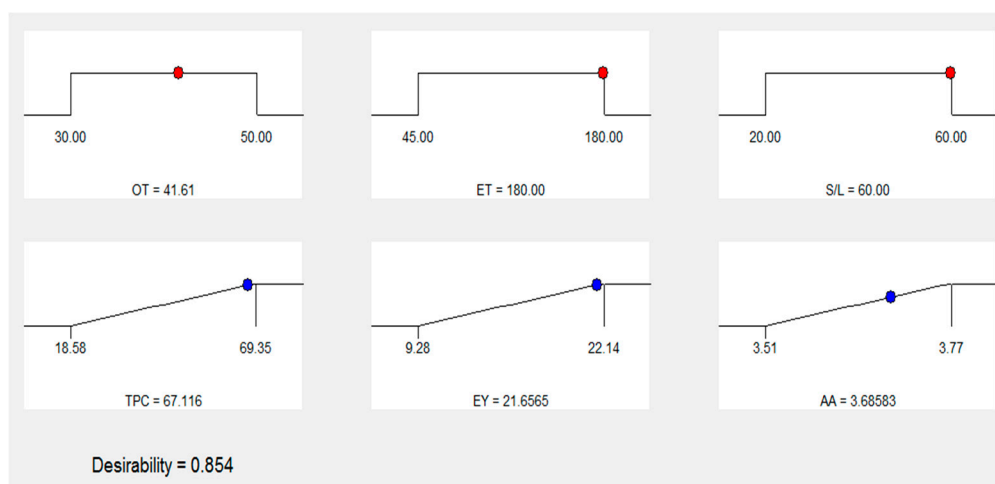 30.00 50.00
OT = 41.61
45.00 180.00
ET = 180.00
20.00 60.00
S/L = 60.00
18.58 69.35
TPC = 67.116
9.28 22.14
EY = 21.6565
3.51 3.77
AA = 3.68583
Desirability = 0.854